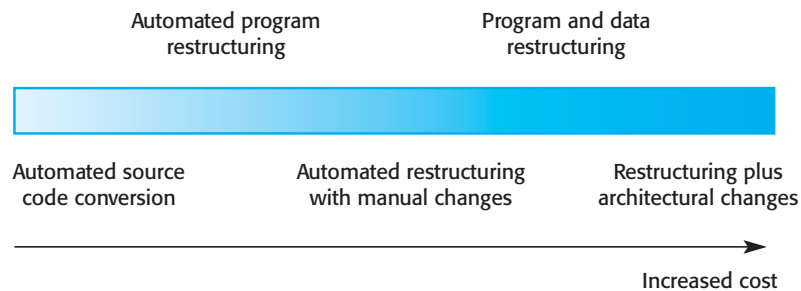 Automated program
restructuring
Program and data
restructuring
Automated source
code conversion
Automated restructuring
with manual changes
Restructuring plus
architectural changes
Increased cost